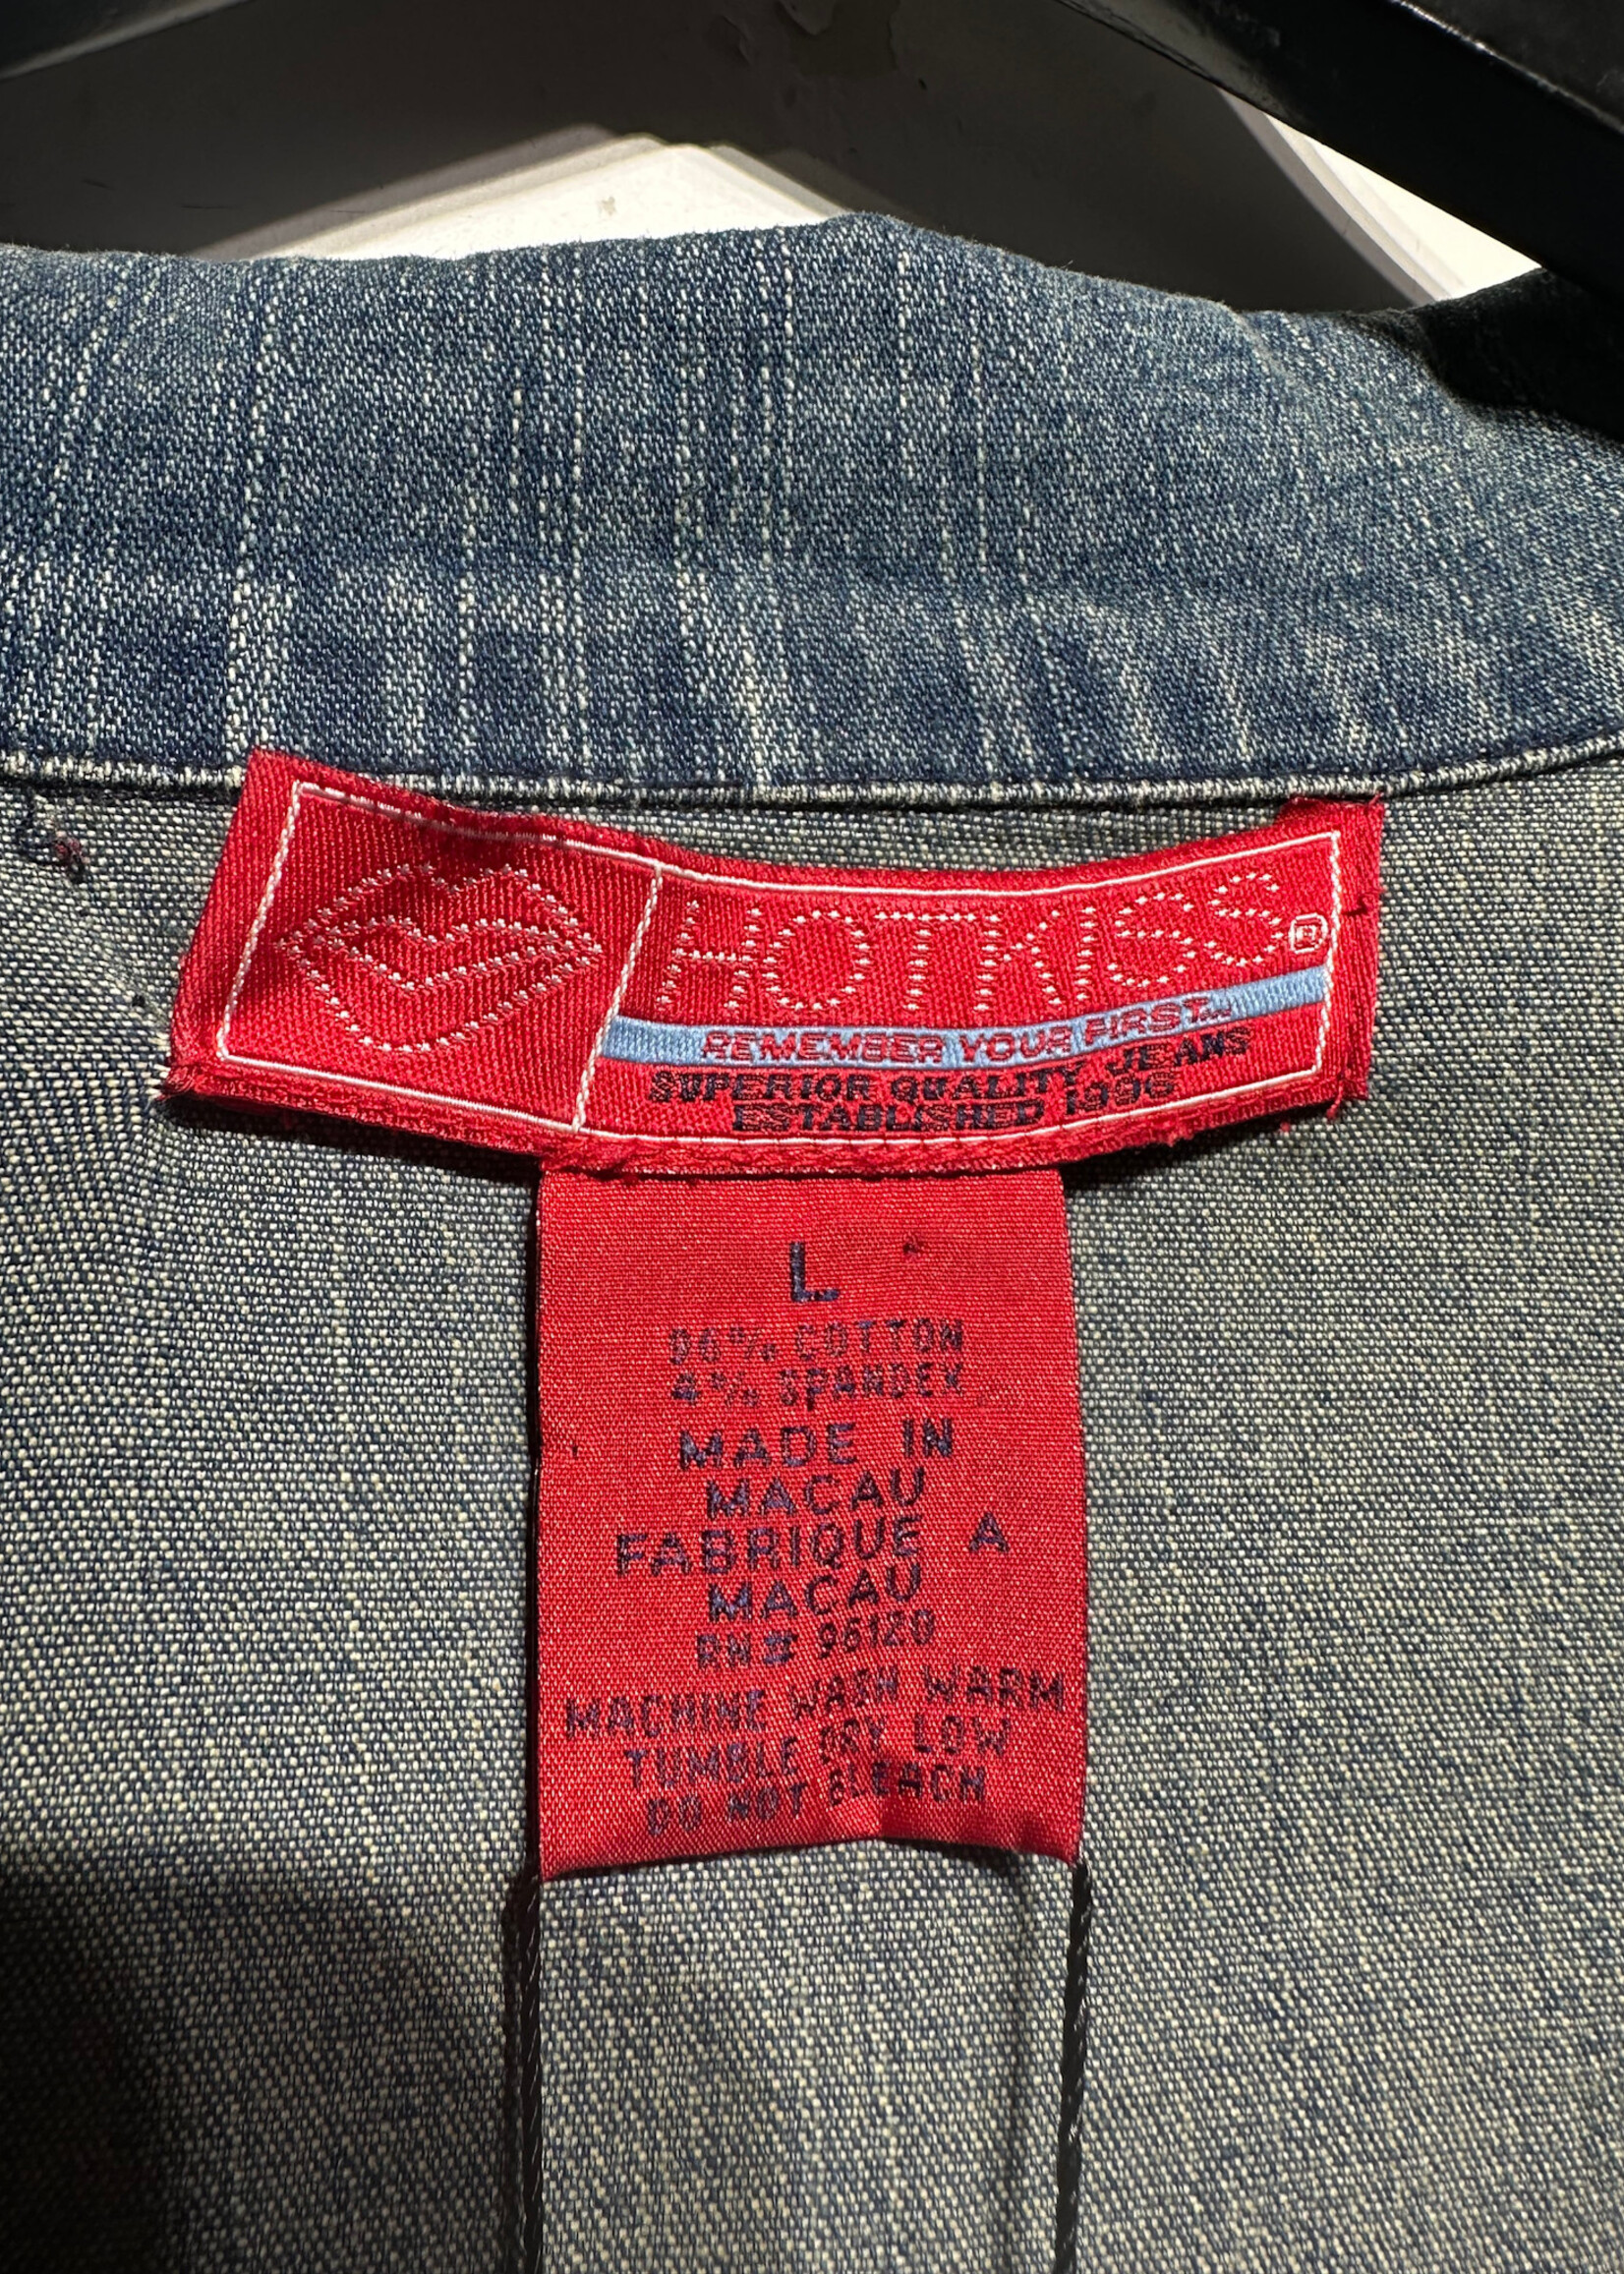 HOTKISS®
REMEMBER YOUR FIRST...
SUPERIOR QUALITY JEANS
ESTABLISHED 1996
L
96% COTTON
4% SPANDEX
MADE IN
MACAU
FABRIQUE A
MACAU
RN# 96120
MACHINE WASH WARM
TUMBLE DRY LOW
DO NOT BLEACH